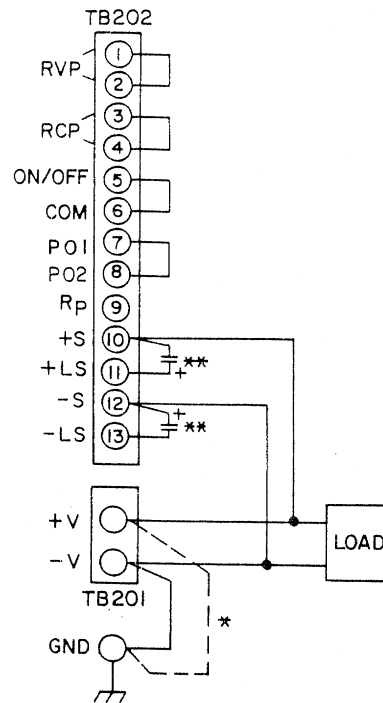 TB202
RVP
1
2
RCP
3
4
ON/OFF 5
COM 6
PO1 7
PO2 8
RP 9
+S 10
**
+LS 11 +
-S 12
+
**
-LS 13
+V
LOAD
-V
TB201
*
GND